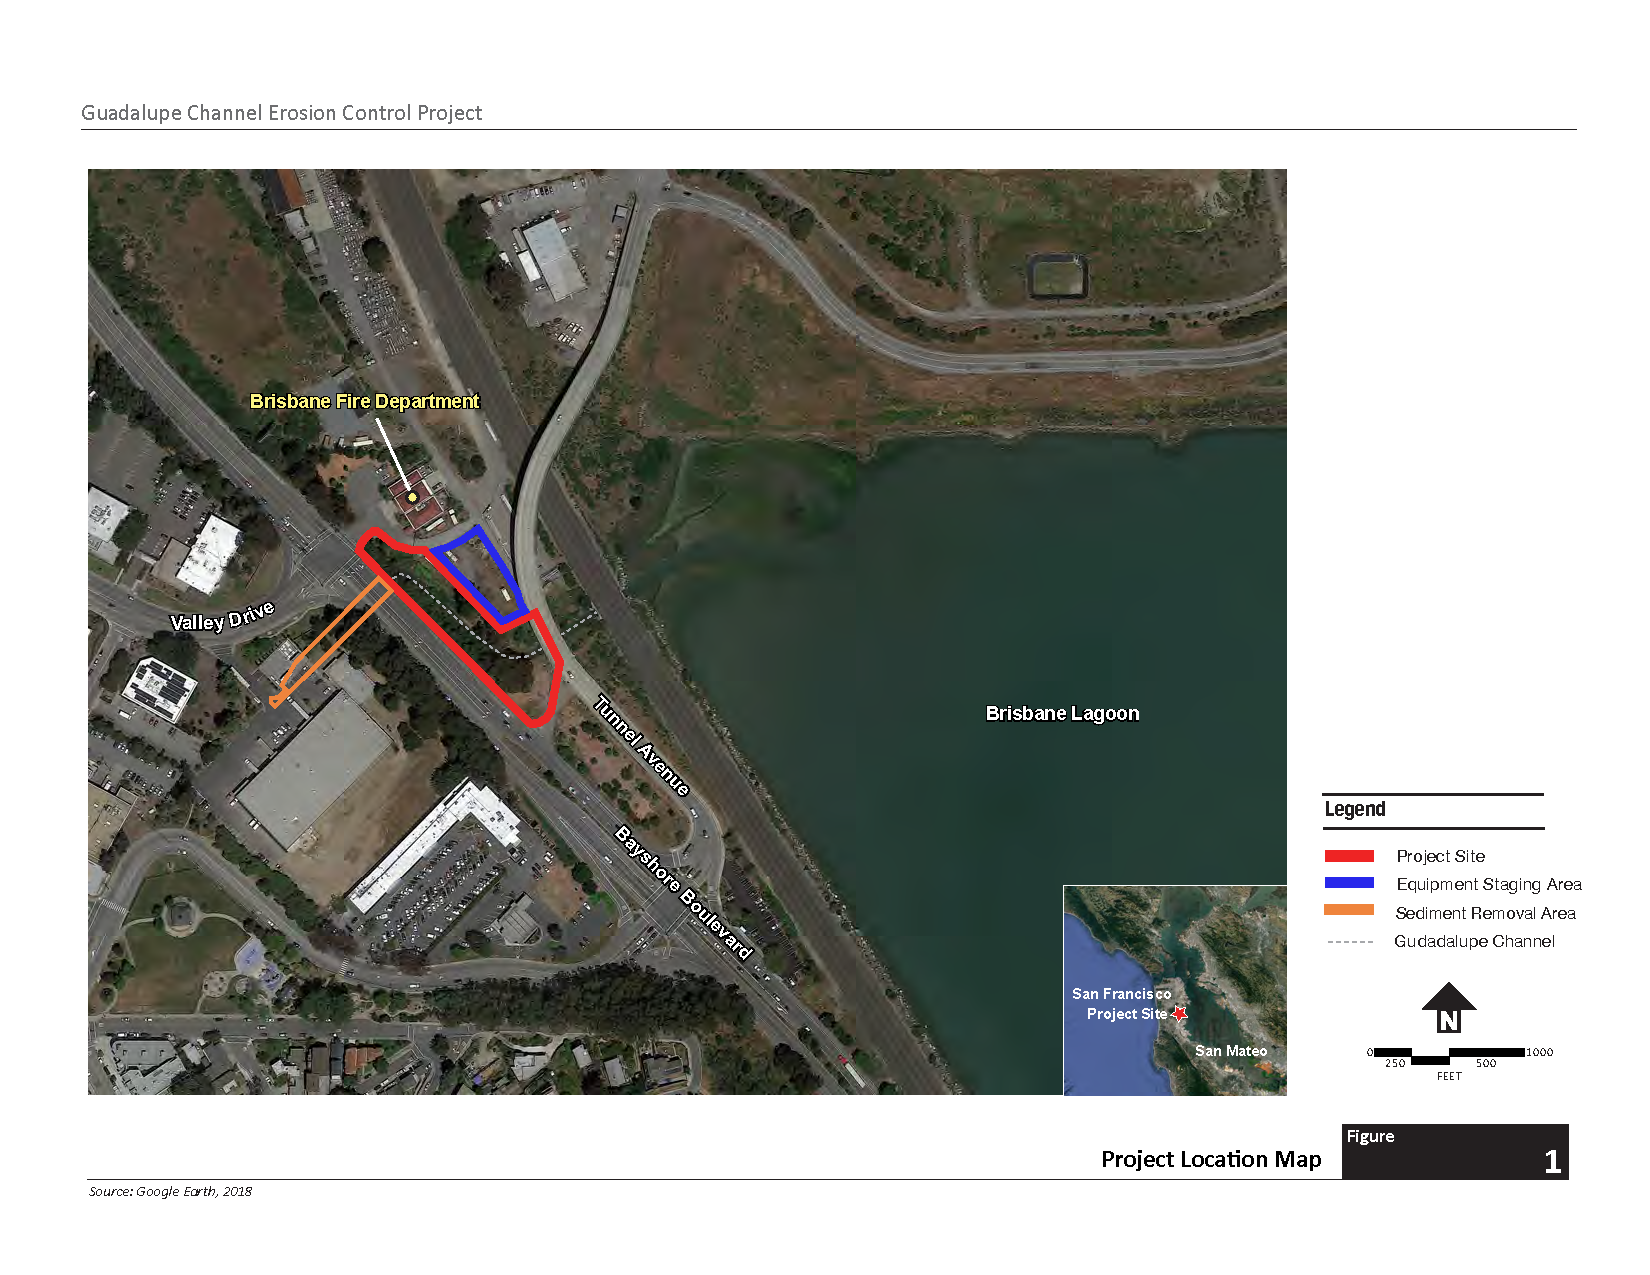 Guadalupe Channel Erosion Control Project
Brisbane Fire Department
Valley Drive
Tunnel Avenue
Brisbane Lagoon
Bayshore Boulevard
San Francisco
Project Site
San Mateo
Legend
Project Site
Equipment Staging Area
Sediment Removal Area
Gudadalupe Channel
N
0 1000
250 500
FEET
Figure
1
Project Location Map
Source: Google Earth, 2018